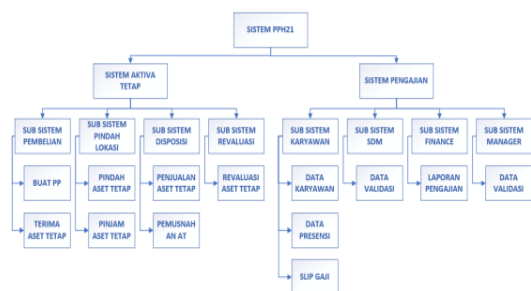 SISTEM PPH21
SISTEM AKTIVA
TETAP
SISTEM PENGAJIAN
SUB SISTEM
PEMBELIAN
SUB SISTEM
PINDAH
LOKASI
SUB SISTEM
DISPOSISI
SUB SISTEM
REVALUASI
SUB SISTEM
KARYAWAN
SUB SISTEM
SDM
SUB SISTEM
FINANCE
SUB SISTEM
MANAGER
BUAT PP
PINDAH
ASET TETAP
PENJUALAN
ASET TETAP
REVALUASI
ASET TETAP
DATA
KARYAWAN
DATA
VALIDASI
LAPORAN
PENGAJIAN
DATA
VALIDASI
TERIMA
ASET TETAP
PINJAM
ASET TETAP
PEMUSNAH
AN AT
DATA
PRESENSI
SLIP GAJI